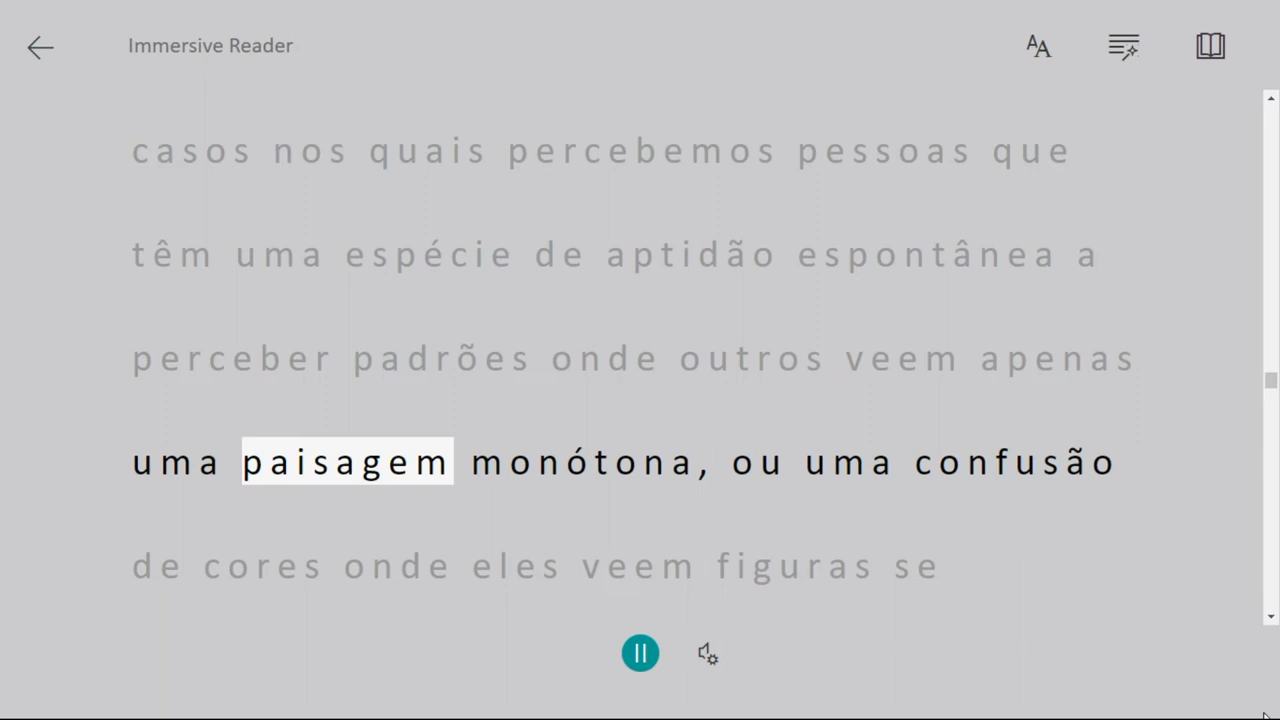 Immersive Reader
casos nos quais percebemos pessoas que
têm uma espécie de aptidão espontânea a
perceber padrões onde outros veem apenas
uma paisagem monótona, ou uma confusão
de cores onde eles veem figuras se